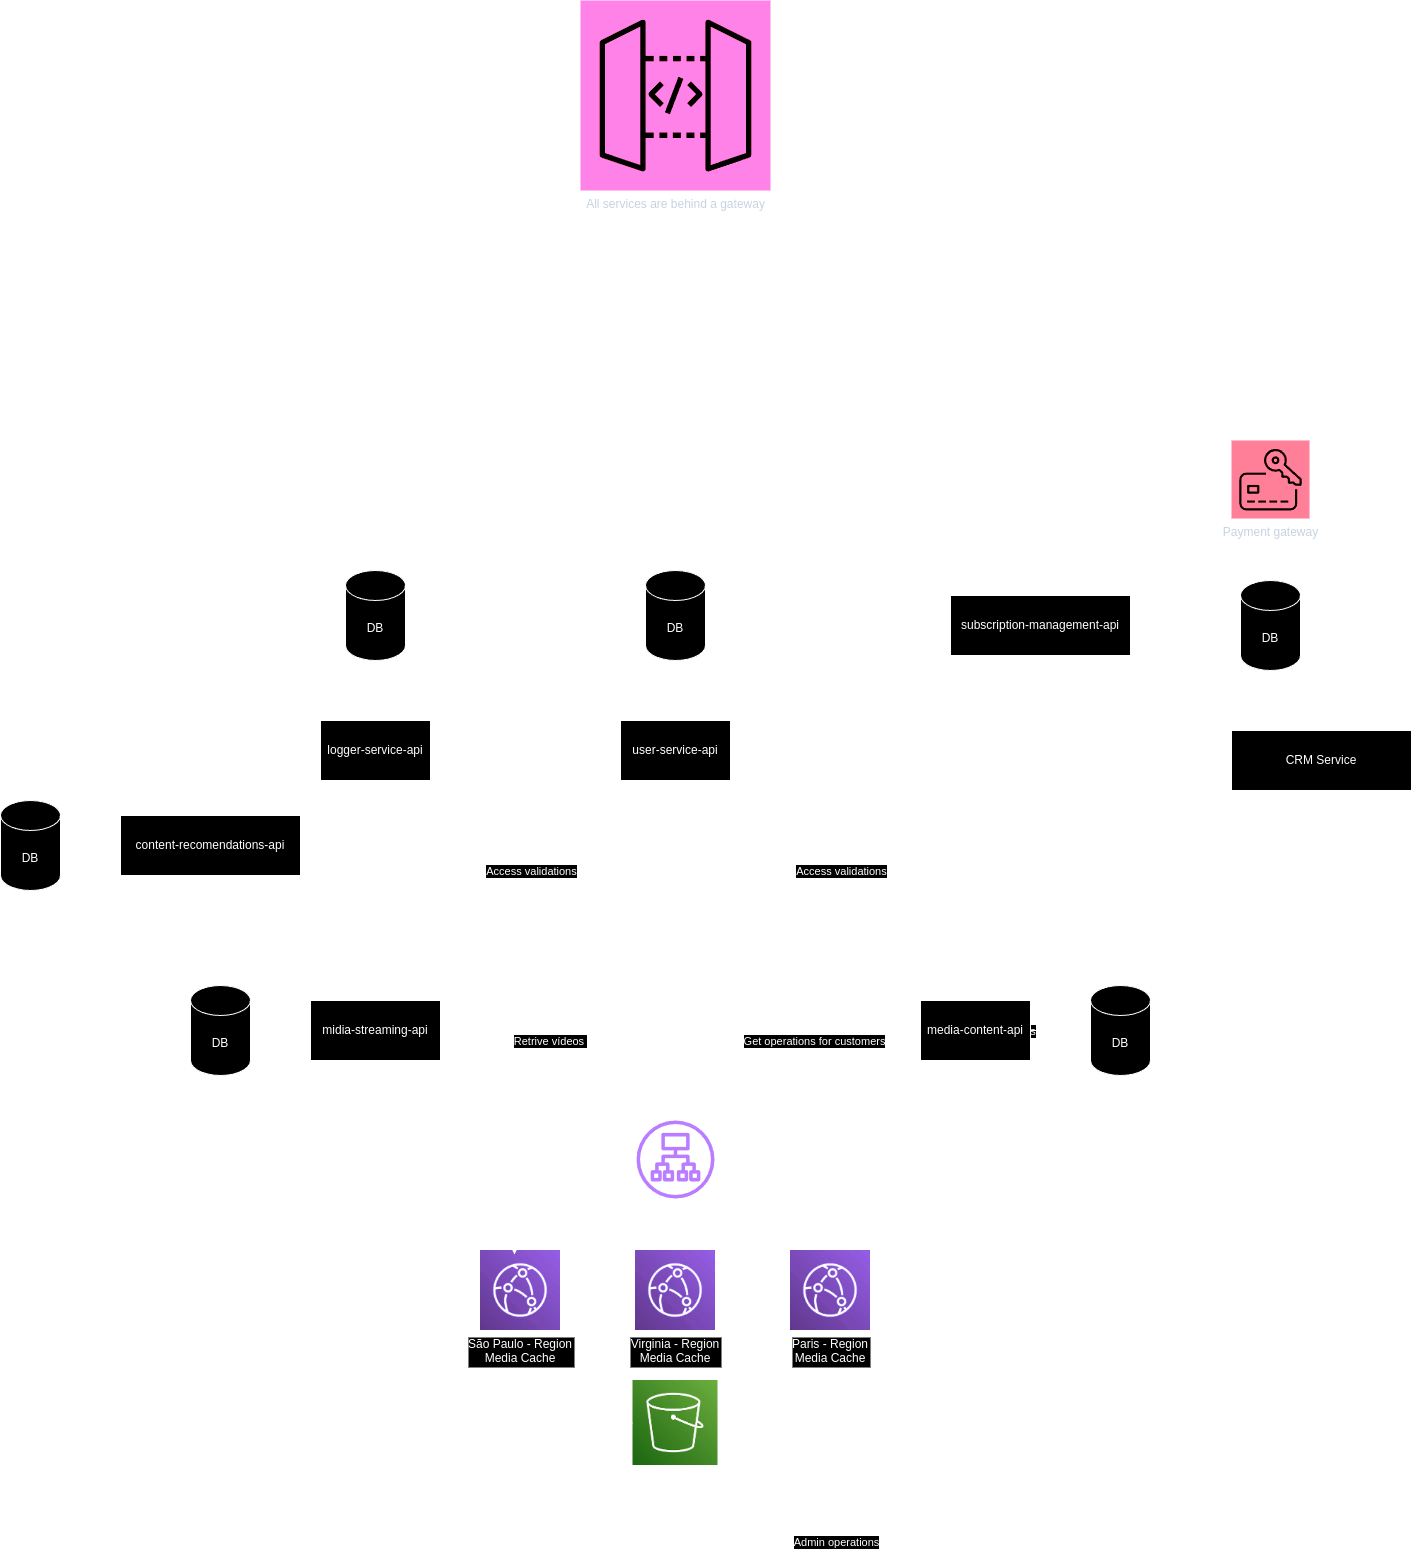 All services are behind a gateway
Payment gateway
DB
DB
subscription-management-api
DB
logger-service-api
user-service-api
CRM Service
DB
content-recomendations-api
Access validations
Access validations
DB
midia-streaming-api
Retrive vídeos
Get operations for customers
media-content-api
s
DB
São Paulo - Region
Media Cache
Virginia - Region
Media Cache
Paris - Region
Media Cache
Admin operations